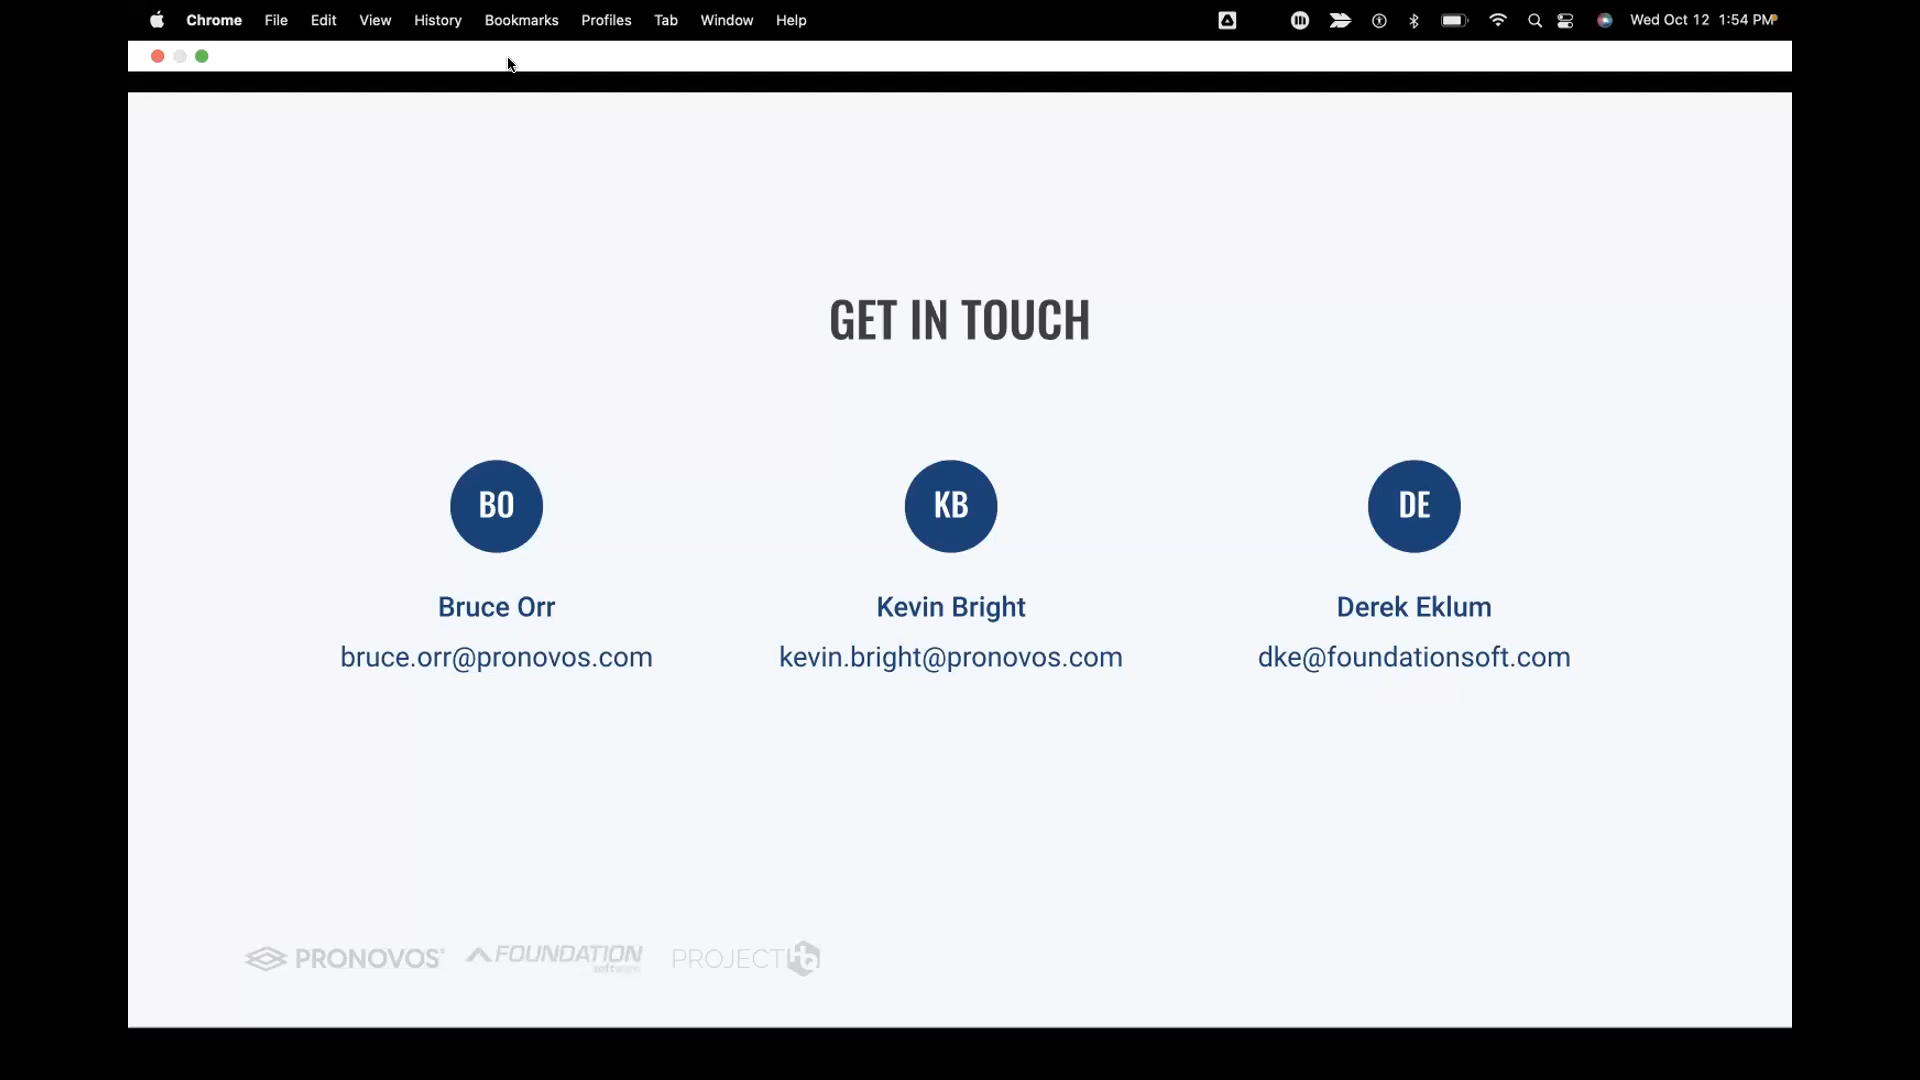 Chrome File Edit View History Bookmarks Profiles Tab Window Help Wed Oct 12 1:54 PM
GET IN TOUCH
BO KB DE
Bruce Orr Kevin Bright Derek Eklum
bruce.orr@pronovos.com kevin.bright@pronovos.com dke@foundationsoft.com
PRONOVOS FOUNDATION software PROJECT HQ